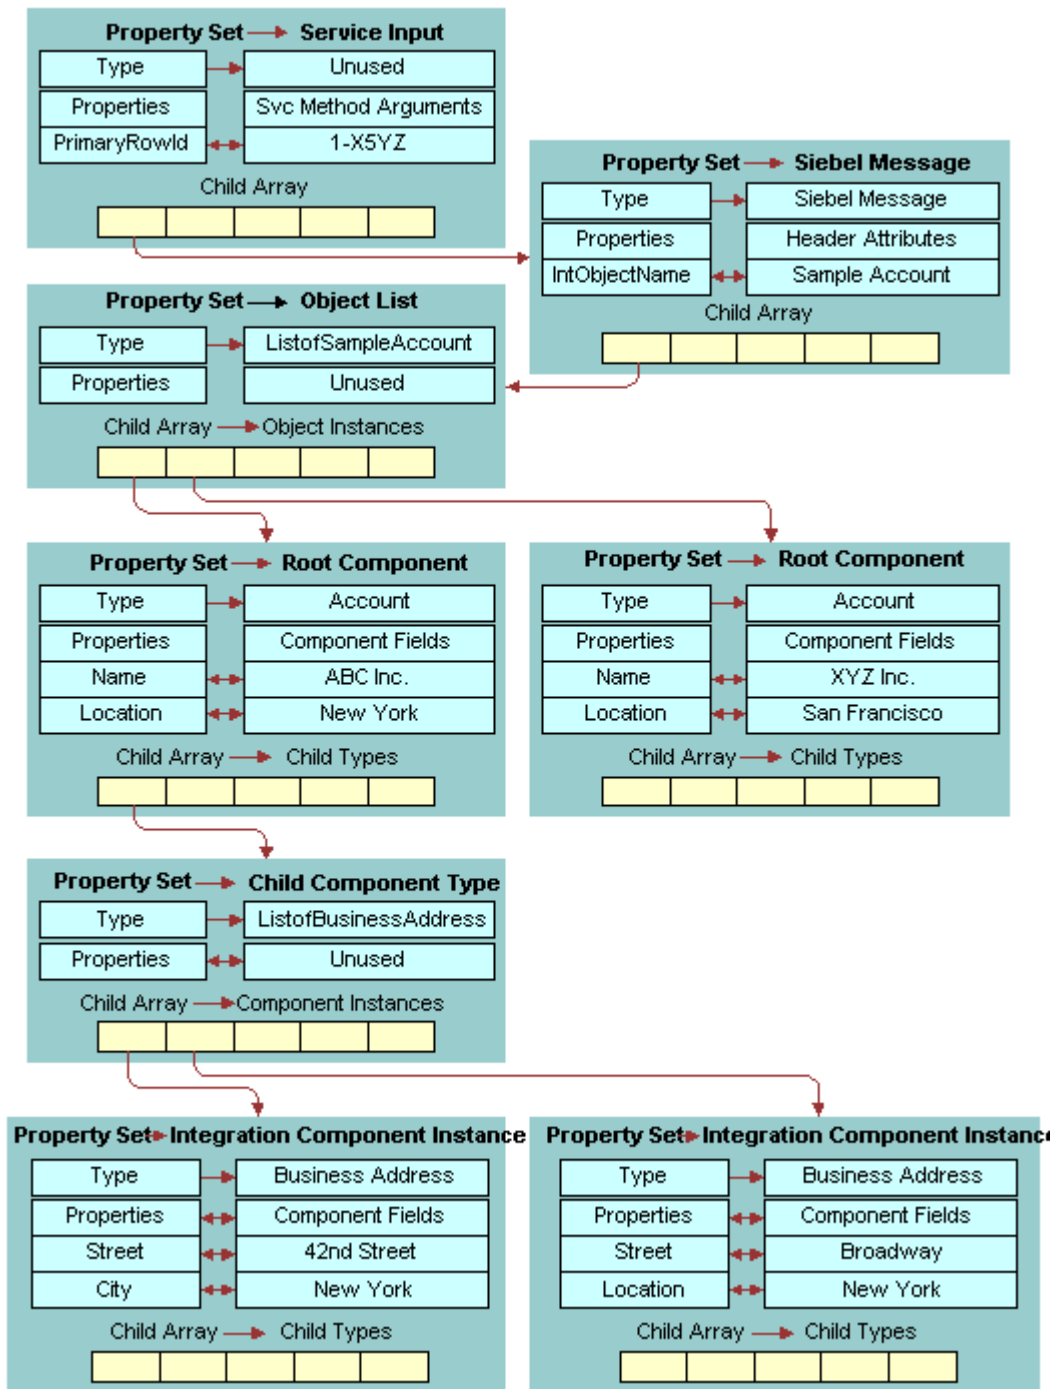 Property Set Service Input
Type Unused
Properties Svc Method Arguments
PrimaryRowId 1-X5YZ
Child Array
Property Set Siebel Message
Type Siebel Message
Properties Header Attributes
IntObjectName Sample Account
Child Array
Property Set Object List
Type ListofSampleAccount
Properties Unused
Child Array Object Instances
Property Set Root Component
Type Account
Properties Component Fields
Name ABC Inc.
Location New York
Child Array Child Types
Property Set Root Component
Type Account
Properties Component Fields
Name XYZ Inc.
Location San Francisco
Child Array Child Types
Property Set Child Component Type
Type ListofBusinessAddress
Properties Unused
Child Array Component Instances
Property Set Integration Component Instance
Type Business Address
Properties Component Fields
Street 42nd Street
City New York
Child Array Child Types
Property Set Integration Component Instance
Type Business Address
Properties Component Fields
Street Broadway
Location New York
Child Array Child Types